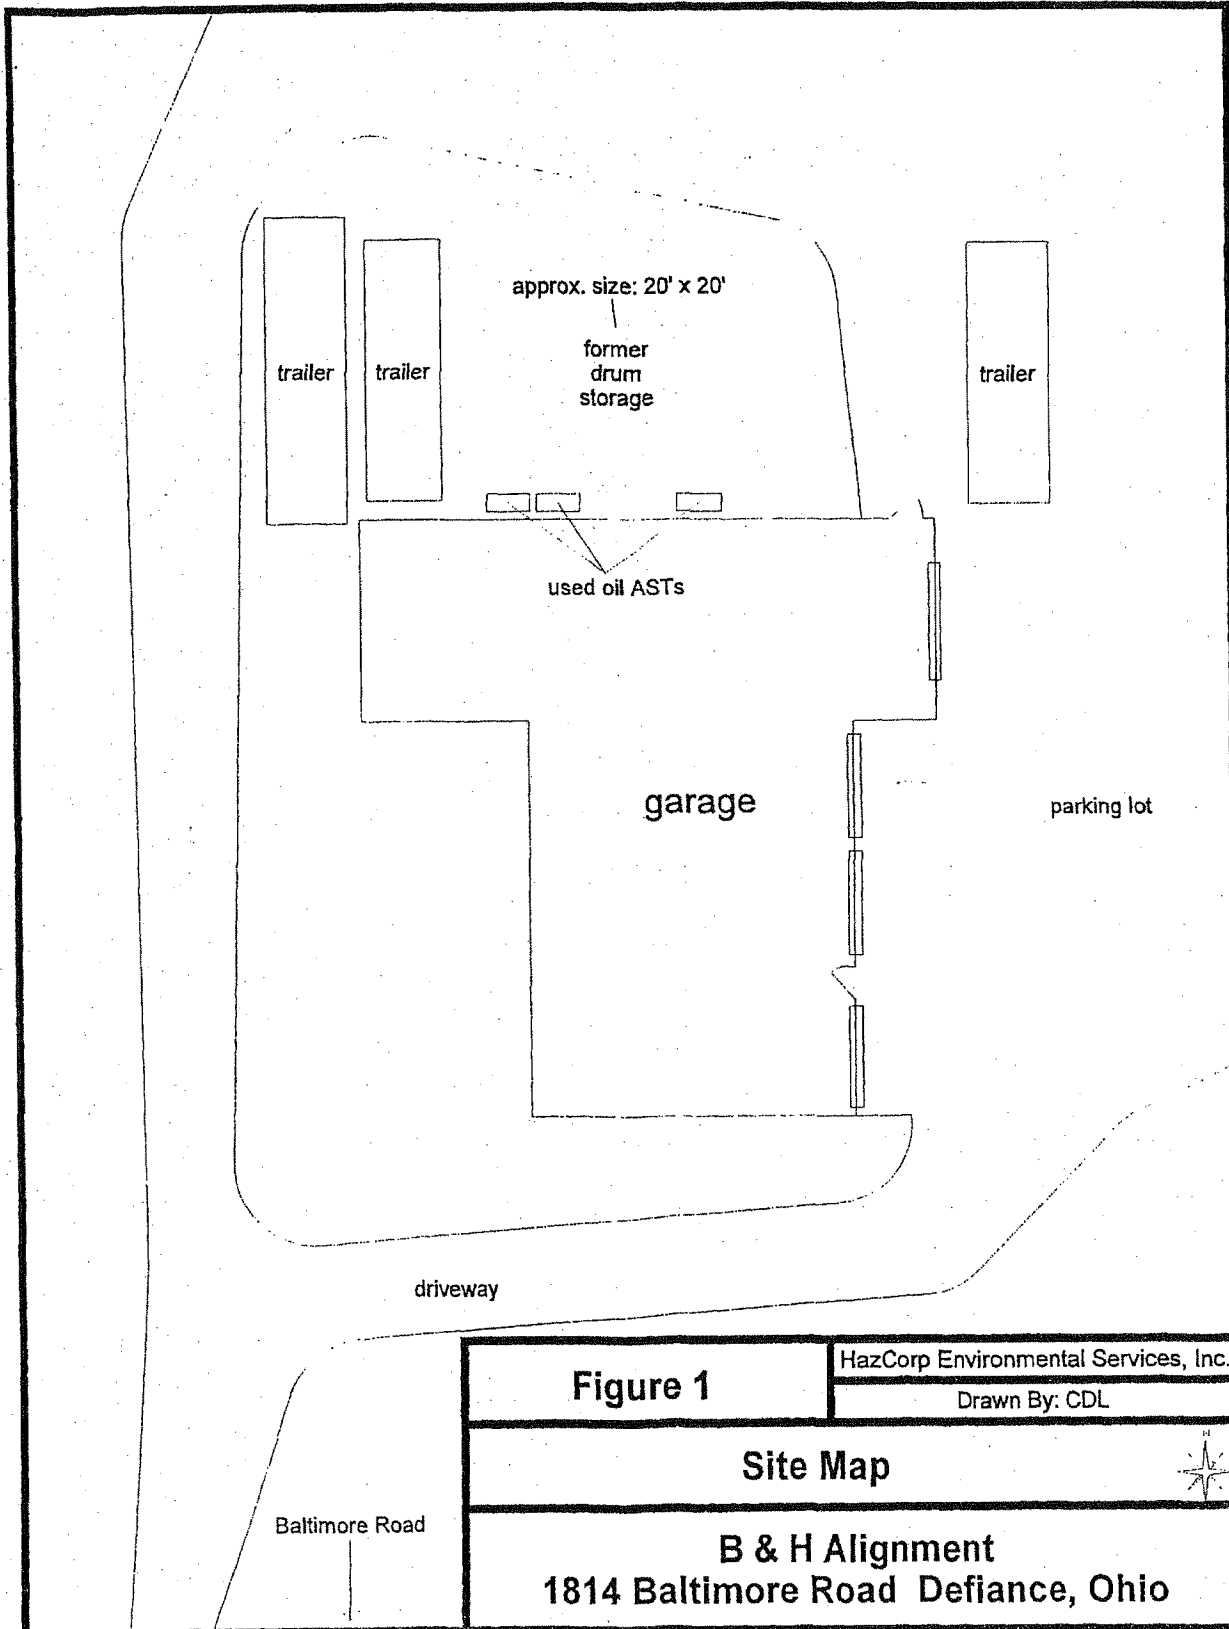 approx. size: 20' x 20'
former
drum
storage
trailer
trailer
trailer
used oil ASTs
garage
parking lot
driveway
Figure 1
HazCorp Environmental Services, Inc.
Drawn By: CDL
Site Map
N
Baltimore Road
B & H Alignment
1814 Baltimore Road Defiance, Ohio